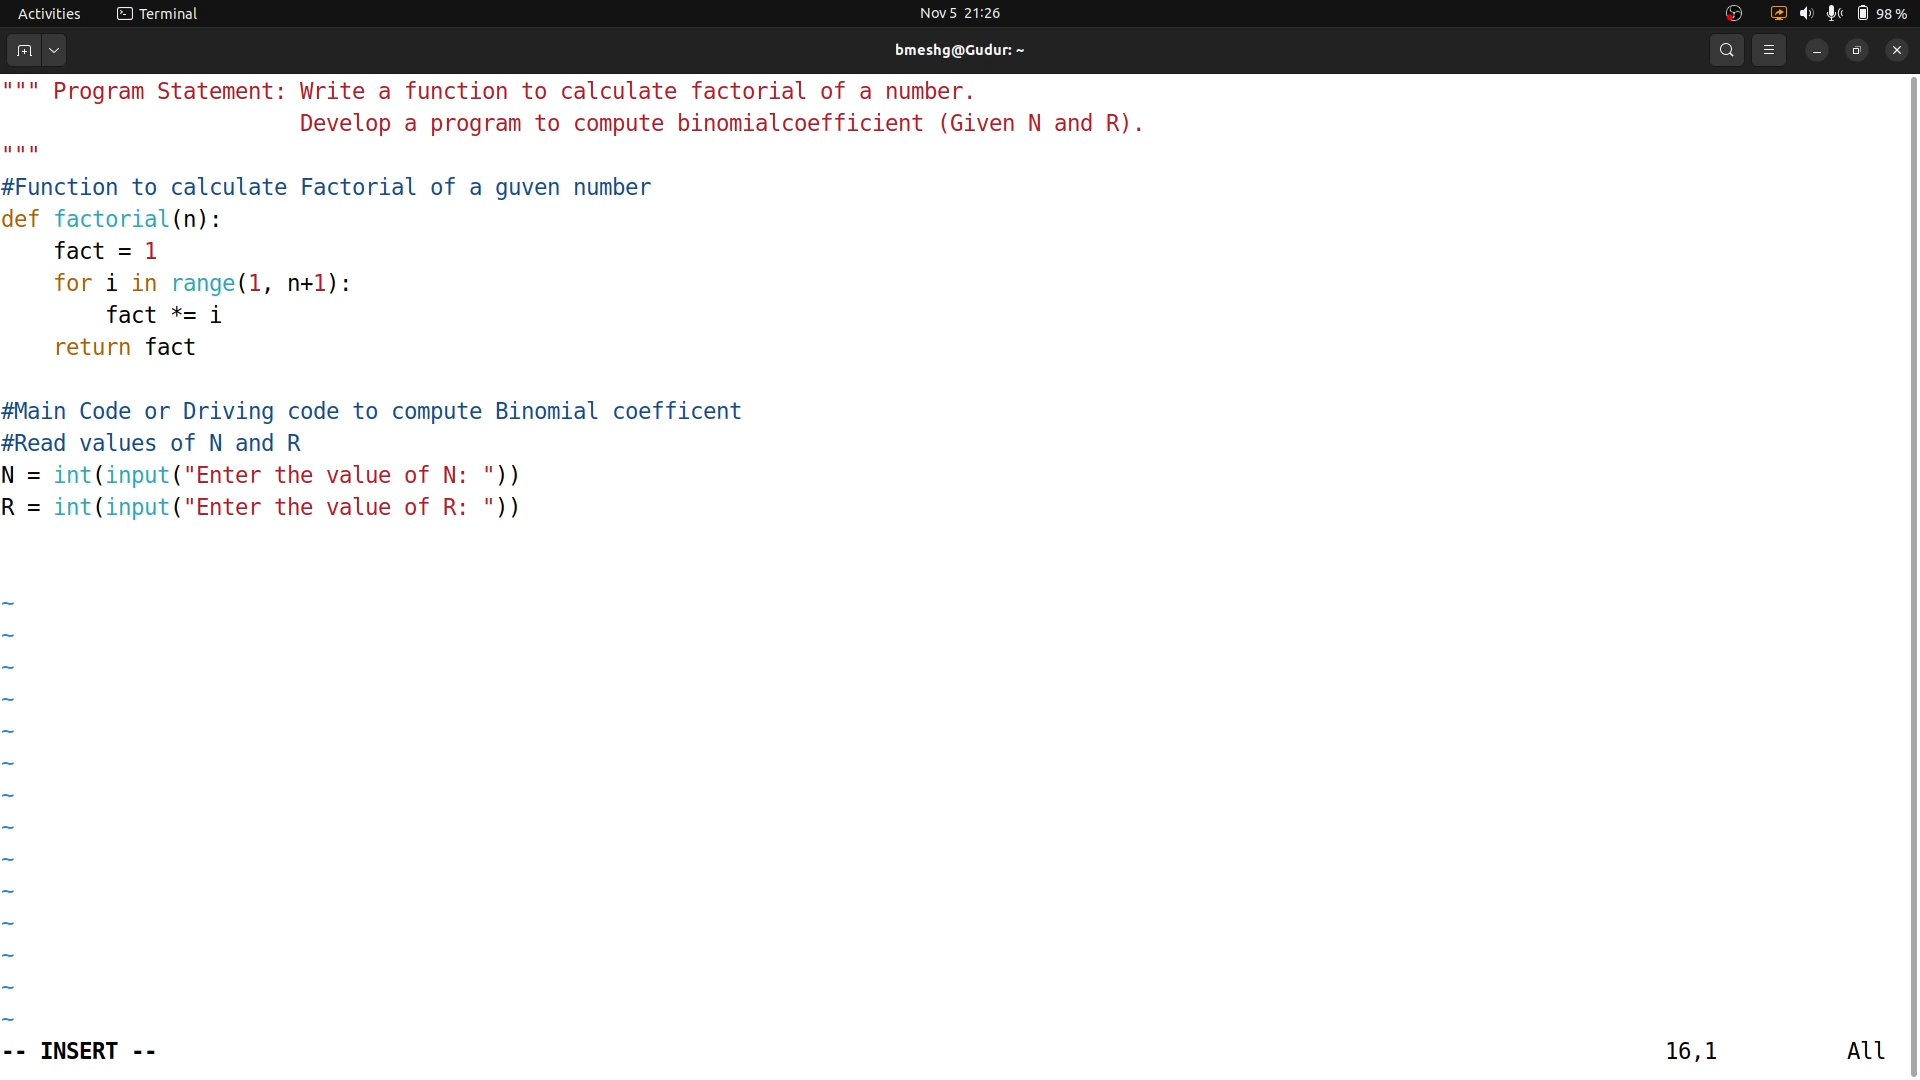 Activities Terminal Nov 5 21:26 98 %
bmeshg@Gudur: ~
""" Program Statement: Write a function to calculate factorial of a number.
Develop a program to compute binomialcoefficient (Given N and R).
"""
#Function to calculate Factorial of a guven number
def factorial(n):
    fact = 1
    for i in range(1, n+1):
        fact *= i
    return fact
#Main Code or Driving code to compute Binomial coefficent
#Read values of N and R
N = int(input("Enter the value of N: "))
R = int(input("Enter the value of R: "))
~
~
~
~
~
~
~
~
~
~
~
~
~
~
-- INSERT -- 16,1 All